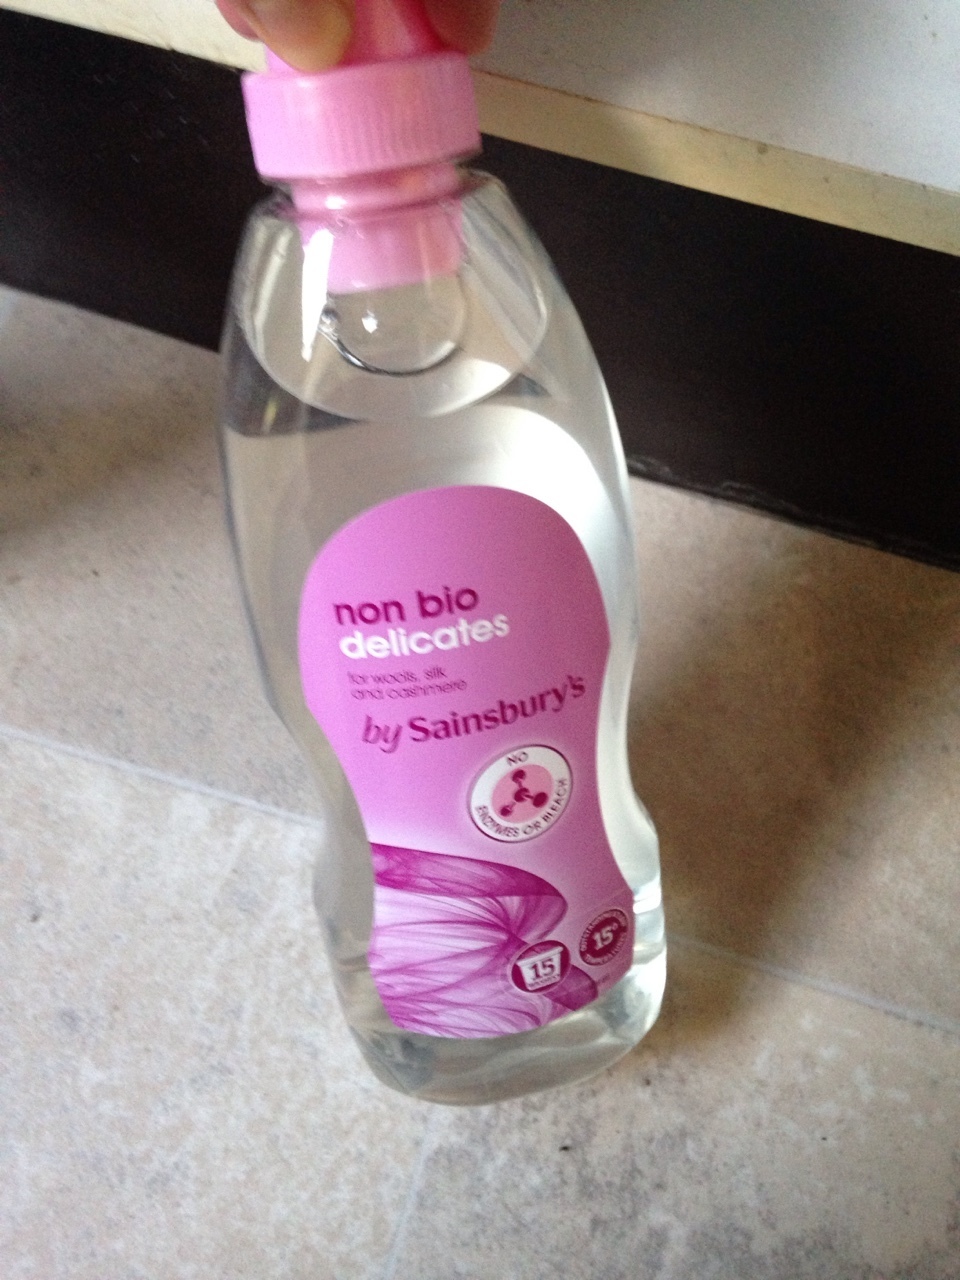 non bio
delicates
for wools, silk
and cashmere
by Sainsbury's
NO
ENZYMES OR BLEACH
15
15°